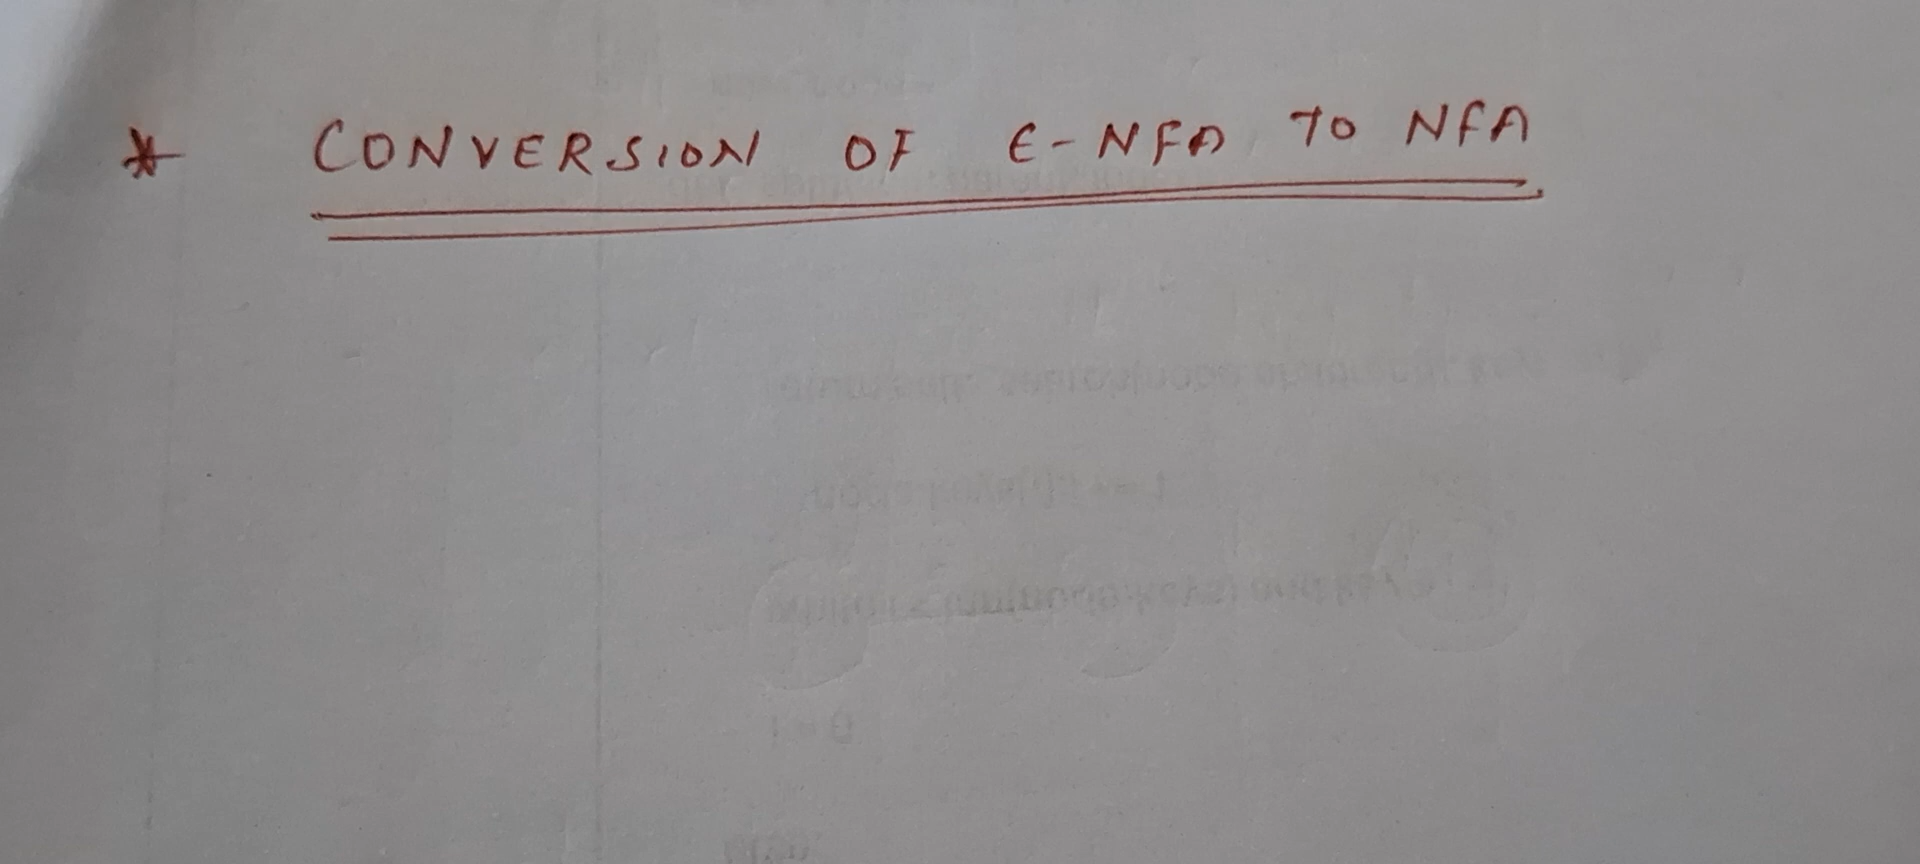 * CONVERSION OF ε-NFA TO NFA